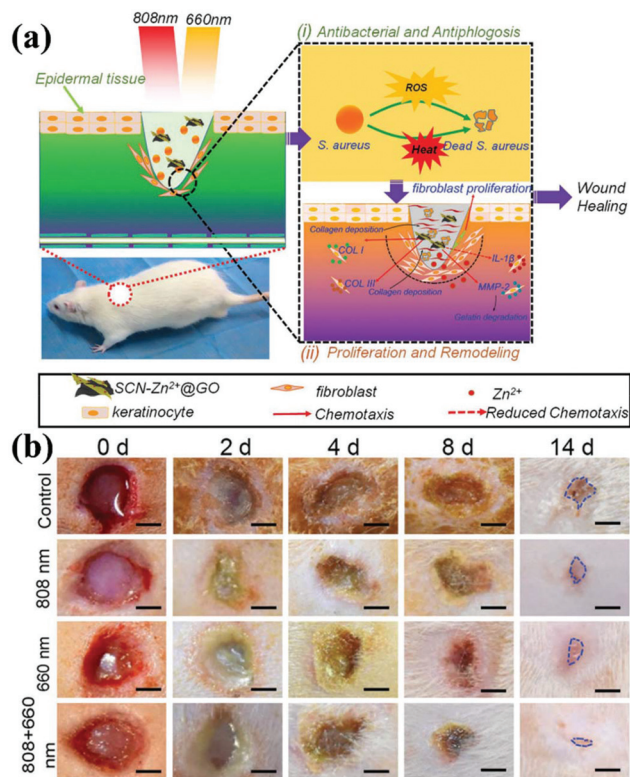 (a)
808nm
660nm
Epidermal tissue
(i) Antibacterial and Antiphlogosis
ROS
S. aureus
Dead S. aureus
Heat
fibroblast proliferation
Wound
Healing
Collagen deposition
COL I
IL-1β
COL III
MMP-2
Collagen deposition
Gelatin degradation
(ii) Proliferation and Remodeling
SCN-Zn²⁺@GO
fibroblast
Zn²⁺
keratinocyte
Chemotaxis
Reduced Chemotaxis
(b)
0 d
2 d
4 d
8 d
14 d
Control
808 nm
660 nm
808+660
nm